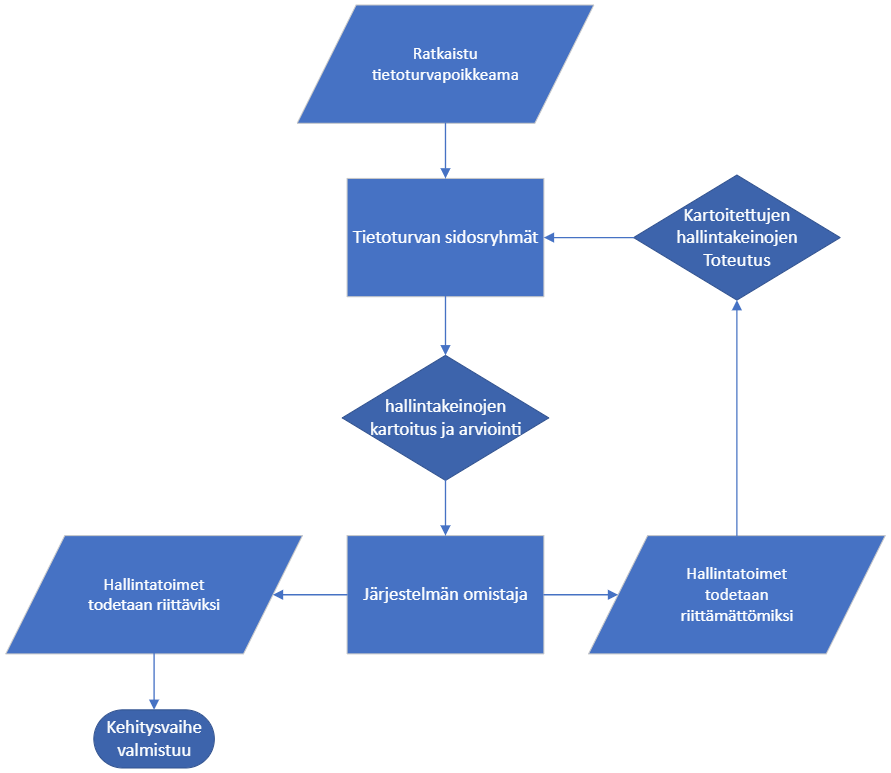 Ratkaistu
tietoturvapoikkeama
Tietoturvan sidosryhmät
Kartoitettujen
hallintakeinojen
Toteutus
hallintakeinojen
kartoitus ja arviointi
Hallintatoimet
todetaan riittäviksi
Järjestelmän omistaja
Hallintatoimet
todetaan
riittämättömiksi
Kehitysvaihe
valmistuu